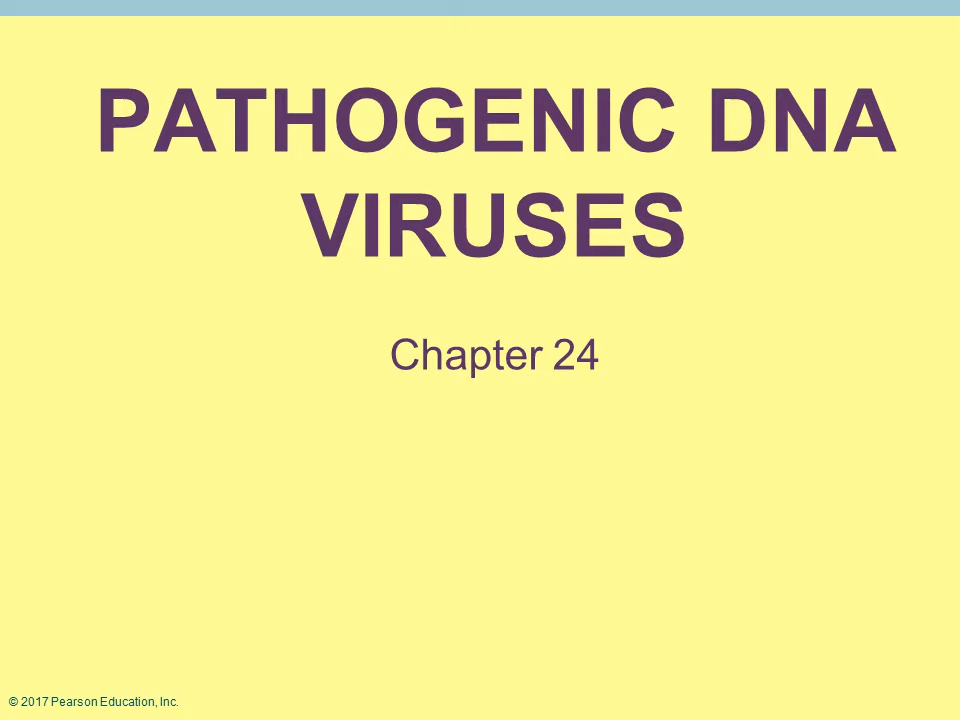 PATHOGENIC DNA
VIRUSES
Chapter 24
© 2017 Pearson Education, Inc.